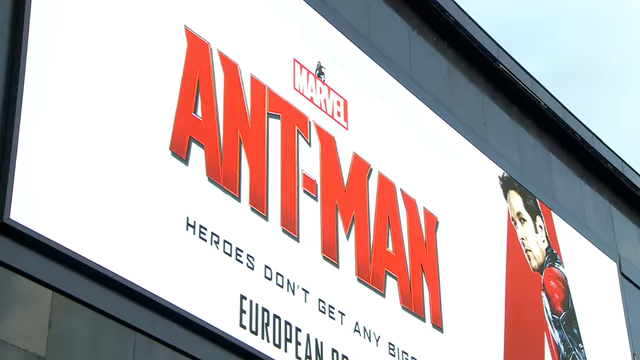 MARVEL
ANT-MAN
HEROES DON'T GET ANY
EUROPEAN